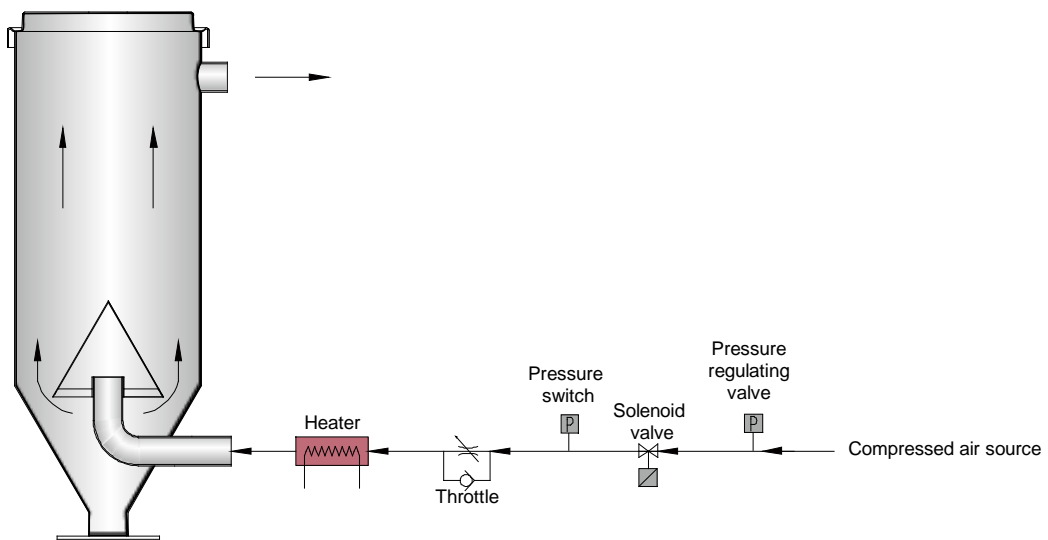 Pressure
regulating
valve
Pressure
switch
Solenoid
valve
P
P
Heater
Compressed air source
Throttle